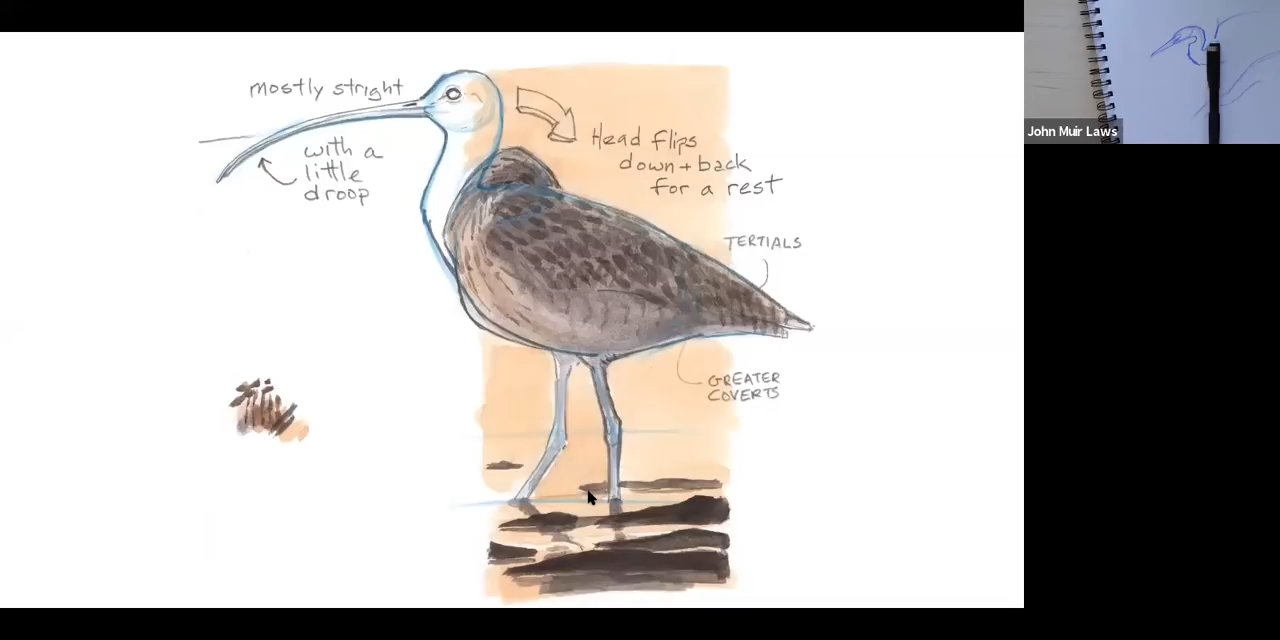 mostly stright
with a
little
droop
Head flips
down + back
for a rest
TERTIALS
GREATER
COVERTS
John Muir Laws